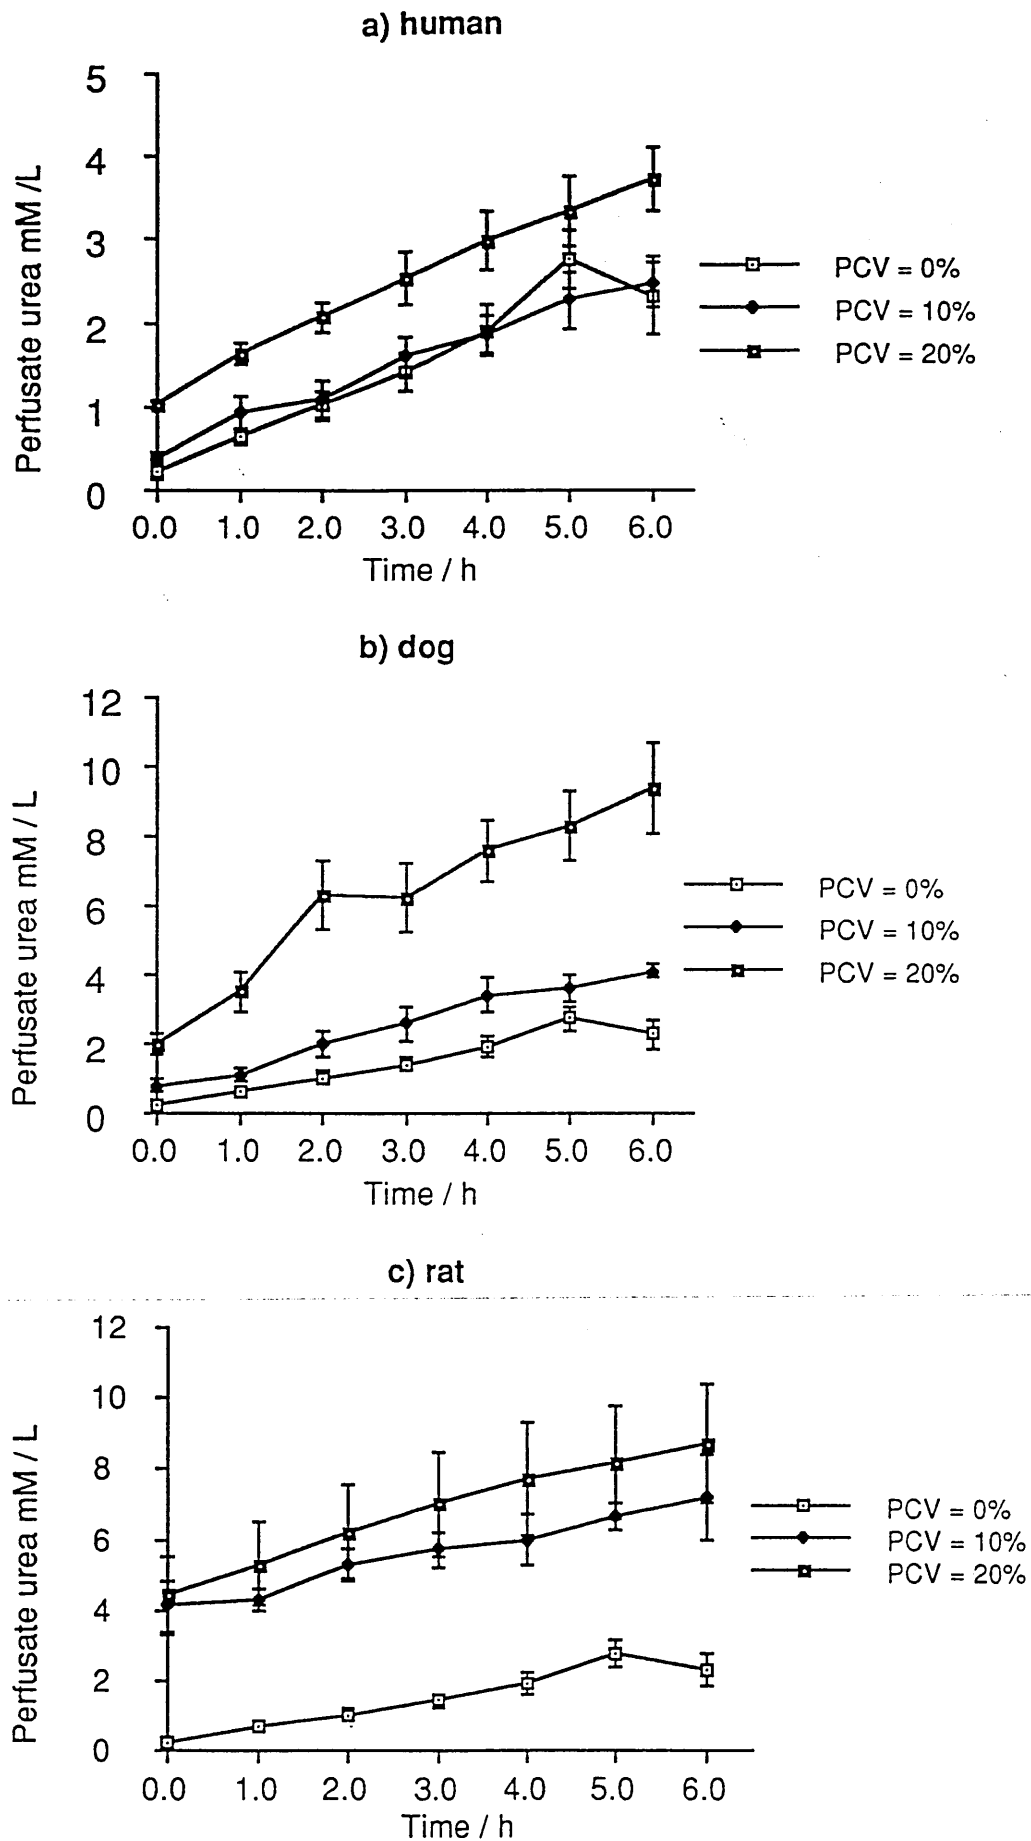 a) human
5
4
3
2
1
0
Perfusate urea mM /L
0.0 1.0 2.0 3.0 4.0 5.0 6.0
Time / h
PCV = 0%
PCV = 10%
PCV = 20%
b) dog
12
10
8
6
4
2
0
Perfusate urea mM / L
0.0 1.0 2.0 3.0 4.0 5.0 6.0
Time / h
PCV = 0%
PCV = 10%
PCV = 20%
c) rat
12
10
8
6
4
2
0
Perfusate urea mM / L
0.0 1.0 2.0 3.0 4.0 5.0 6.0
Time / h
PCV = 0%
PCV = 10%
PCV = 20%